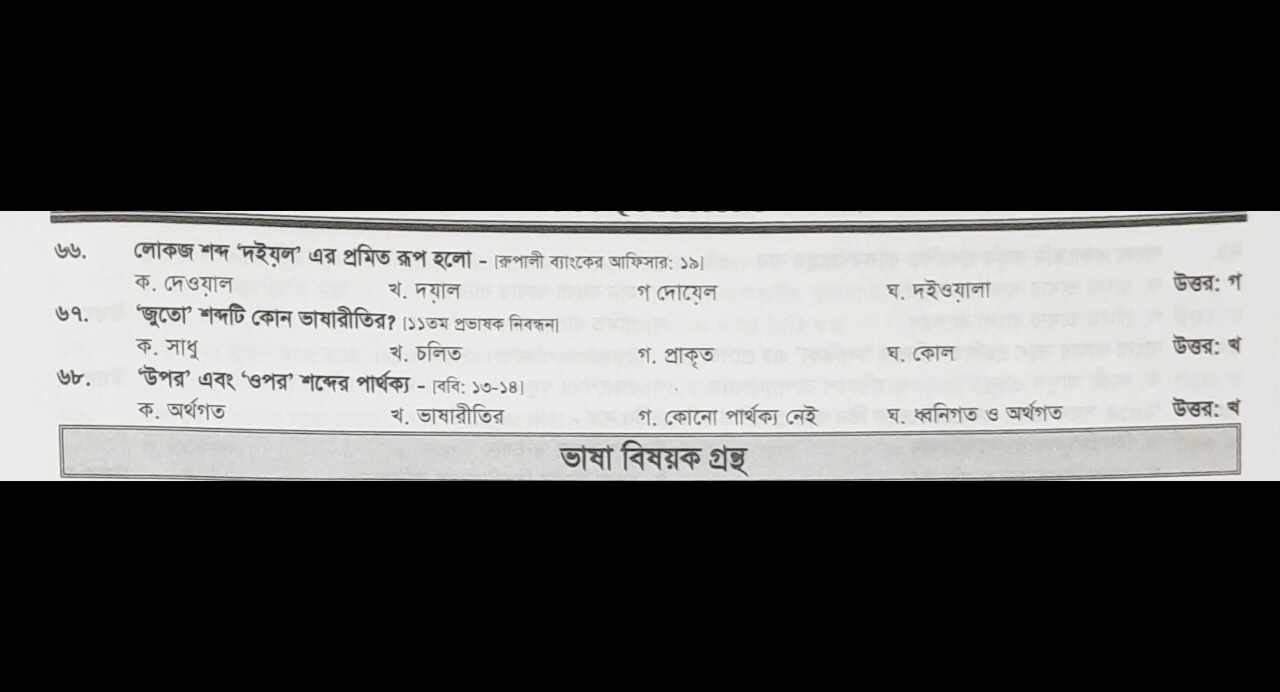 ৬৬. লোকজ শব্দ ‘দইয়ল’ এর প্রমিত রূপ হলো - [রুপালী ব্যাংকের আফিসার: ১৯]
ক. দেওয়াল খ. দয়াল গ দোয়েল ঘ. দইওয়ালা উত্তর: গ
৬৭. ‘জুতো’ শব্দটি কোন ভাষারীতির? [১১তম প্রভাষক নিবন্ধন]
ক. সাধু খ. চলিত গ. প্রাকৃত ঘ. কোল উত্তর: খ
৬৮. ‘উপর’ এবং ‘ওপর’ শব্দের পার্থক্য - [ববি: ১৩-১৪]
ক. অর্থগত খ. ভাষারীতির গ. কোনো পার্থক্য নেই ঘ. ধ্বনিগত ও অর্থগত উত্তর: খ
ভাষা বিষয়ক গ্রন্থ